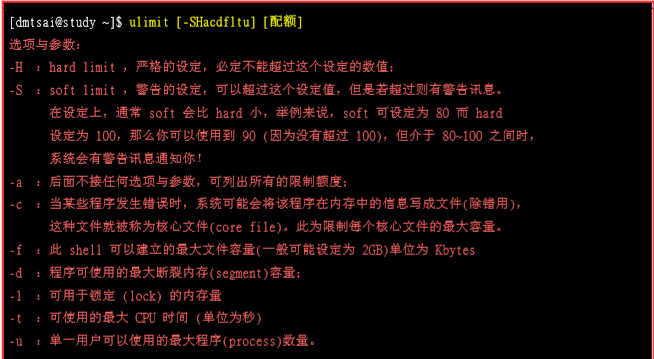 [dmtsai@study ~]$ ulimit [-SHacdfltu] [配额]
选项与参数:
-H : hard limit , 严格的设定, 必定不能超过这个设定的数值;
-S : soft limit , 警告的设定, 可以超过这个设定值, 但是若超过则有警告讯息。
在设定上, 通常 soft 会比 hard 小, 举例来说, soft 可设定为 80 而 hard
设定为 100, 那么你可以使用到 90 (因为没有超过 100), 但介于 80~100 之间时,
系统会有警告讯息通知你!
-a : 后面不接任何选项与参数, 可列出所有的限制额度;
-c : 当某些程序发生错误时, 系统可能会将该程序在内存中的信息写成文件(除错用),
这种文件就被称为核心文件(core file)。此为限制每个核心文件的最大容量。
-f : 此 shell 可以建立的最大文件容量(一般可能设定为 2GB)单位为 Kbytes
-d : 程序可使用的最大断裂内存(segment)容量;
-l : 可用于锁定 (lock) 的内存量
-t : 可使用的最大 CPU 时间 (单位为秒)
-u : 单一用户可以使用的最大程序(process)数量。